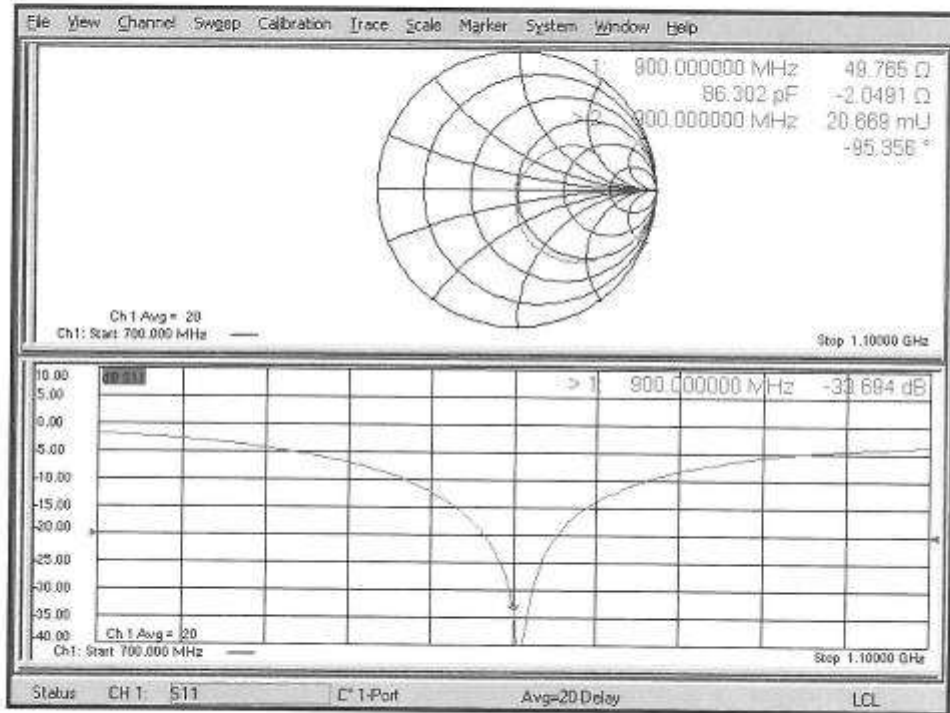 File View Channel Sweep Calibration Trace Scale Marker System Window Help
1: 900.000000 MHz 49.765 Ω
86.302 pF -2.0491 Ω
> 2: 900.000000 MHz 20.669 mU
-95.356 °
Ch 1 Avg = 20
Ch1: Start 700.000 MHz
Stop 1.10000 GHz
10.00
dB S11
> 1: 900.000000 MHz -33.694 dB
5.00
0.00
-5.00
-10.00
-15.00
-20.00
-25.00
-30.00
-35.00
-40.00
Ch 1 Avg = 20
Ch1: Start 700.000 MHz
Stop 1.10000 GHz
Status CH 1: S11 C* 1-Port Avg=20 Delay LCL